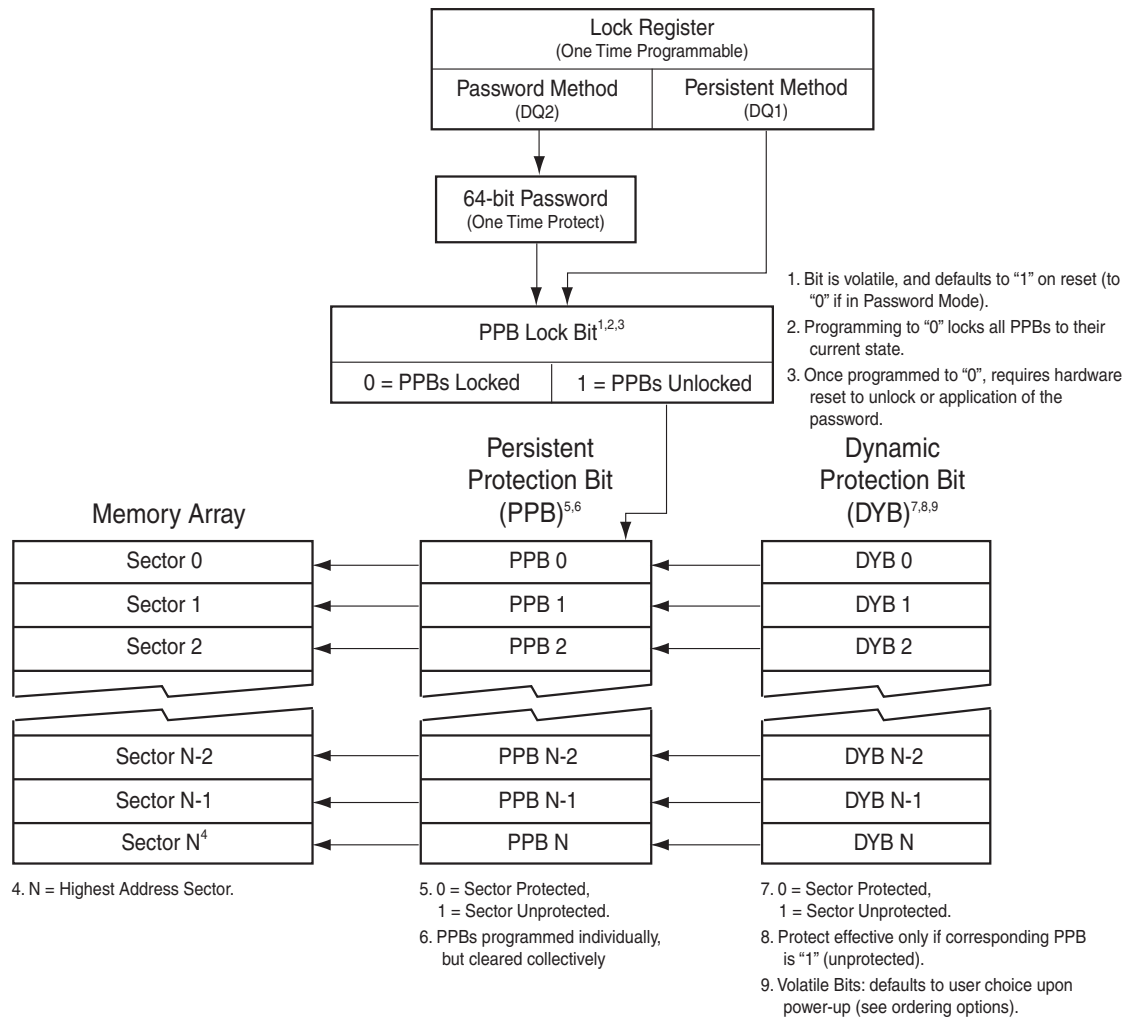 Lock Register
(One Time Programmable)
Password Method
(DQ2)
Persistent Method
(DQ1)
64-bit Password
(One Time Protect)
PPB Lock Bit1,2,3
0 = PPBs Locked
1 = PPBs Unlocked
1. Bit is volatile, and defaults to “1” on reset (to
“0” if in Password Mode).
2. Programming to “0” locks all PPBs to their
current state.
3. Once programmed to “0”, requires hardware
reset to unlock or application of the
password.
Memory Array
Sector 0
Sector 1
Sector 2
Sector N-2
Sector N-1
Sector N4
4. N = Highest Address Sector.
Persistent
Protection Bit
(PPB)5,6
PPB 0
PPB 1
PPB 2
PPB N-2
PPB N-1
PPB N
5. 0 = Sector Protected,
1 = Sector Unprotected.
6. PPBs programmed individually,
but cleared collectively
Dynamic
Protection Bit
(DYB)7,8,9
DYB 0
DYB 1
DYB 2
DYB N-2
DYB N-1
DYB N
7. 0 = Sector Protected,
1 = Sector Unprotected.
8. Protect effective only if corresponding PPB
is “1” (unprotected).
9. Volatile Bits: defaults to user choice upon
power-up (see ordering options).